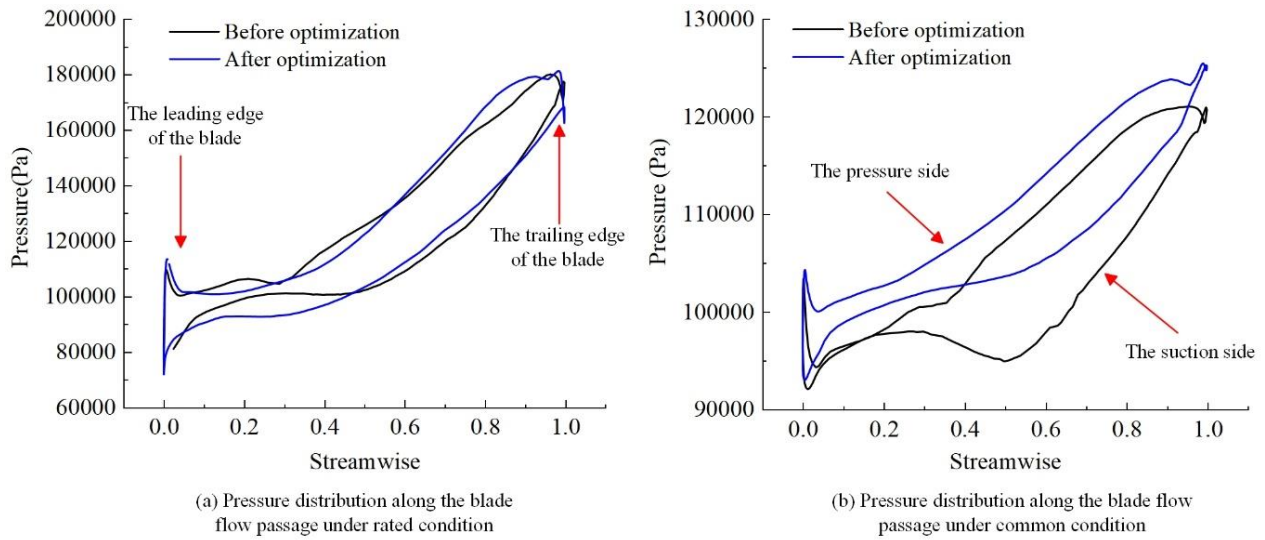 200000
180000
160000
140000
120000
100000
80000
60000
Pressure(Pa)
Before optimization
After optimization
The leading edge
of the blade
The trailing edge
of the blade
0.0 0.2 0.4 0.6 0.8 1.0
Streamwise
(a) Pressure distribution along the blade
flow passage under rated condition
130000
120000
110000
100000
90000
Pressure (Pa)
Before optimization
After optimization
The pressure side
The suction side
0.0 0.2 0.4 0.6 0.8 1.0
Streamwise
(b) Pressure distribution along the blade flow
passage under common condition